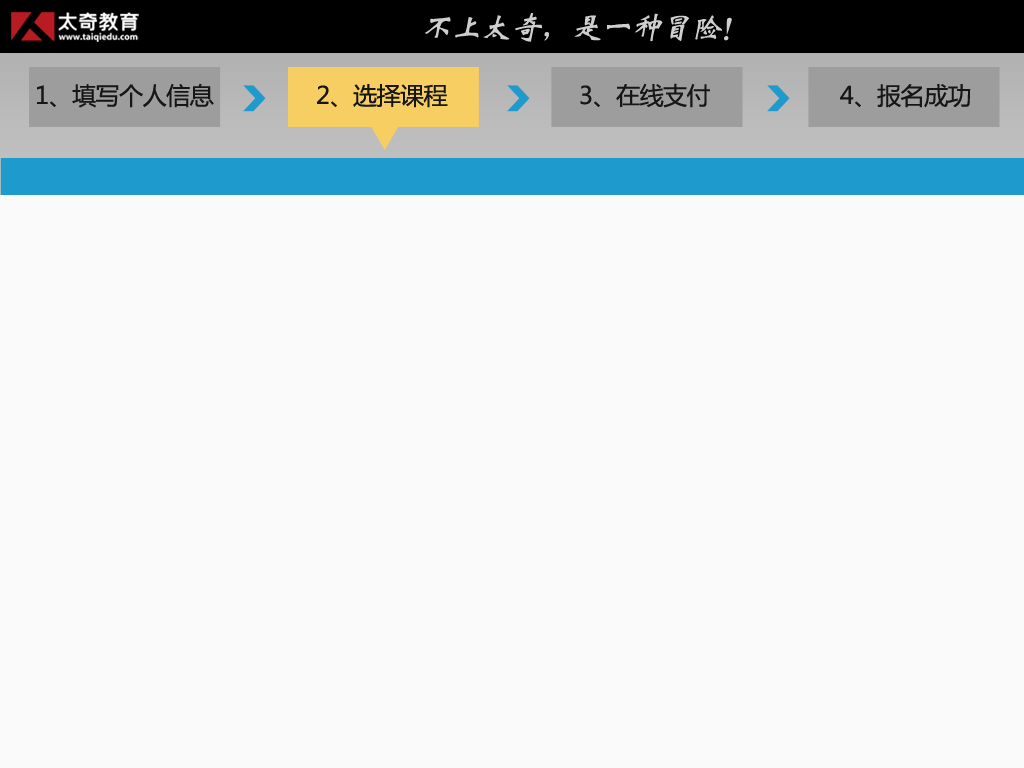 太奇教育
www.taiqiedu.com
不上太奇，是一种冒险！
1、填写个人信息
2、选择课程
3、在线支付
4、报名成功